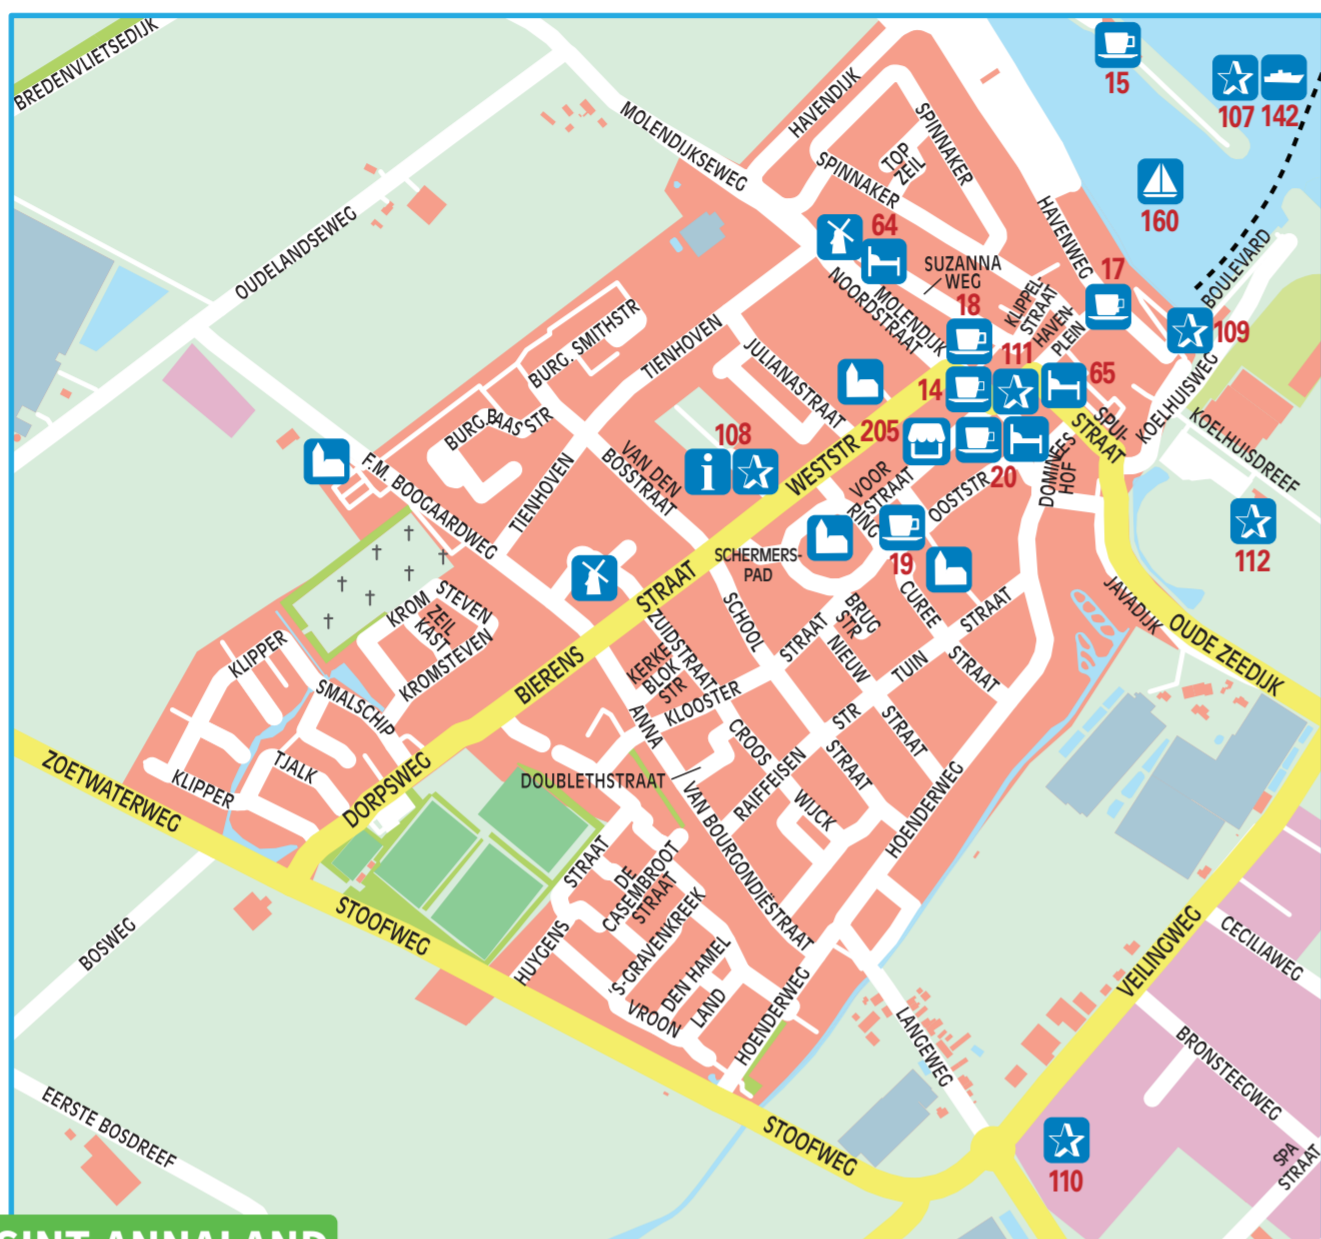 BREDENVLIETSEDIJK
OUDELANDSEWEG
MOLENDIJKSEWEG
HAVENDIJK
SPINNAKER
TOP
ZEIL
SPINNAKER
15
107 142
160
HAVENWEG
BOULEVARD
64
SUZANNA
WEG
KLIPPEL-
STRAAT
HAVEN-
PLEIN
17
109
NOORDSTRAAT
MOLENDIJK
18
111
14
65
205
20
SPUI-
STRAAT
KOELHUISWEG
KOELHUISDREEF
112
BURG. SMITHSTR
TIENHOVEN
JULIANASTRAAT
BURG.BAAS STR
TIENHOVEN
VAN DEN
BOSSTRAAT
108
WESTSTR
VOOR
STRAAT
RING
OOSTSTR
DOMINEES
HOF
F.M. BOOGAARDWEG
SCHERMERS-
PAD
19
STRAAT
BIERENS
SCHOOL
STRAAT
BRUG
STR
CUREE
STRAAT
NIEUW
STRAAT
TUIN
STRAAT
JAVADIJK
OUDE ZEEDIJK
KROM
STEVEN
ZEIL
KAST
KROMSTEVEN
KLIPPER
SMALSCHIP
TJALK
KLIPPER
ZUIDSTRAAT
KERKE
BLOK
STR
KLOOSTER
ANNA
VAN BOURGONDIËSTRAAT
CROOS
WIJCK
STR
RAIFFEISEN
STRAAT
DOUBLETHSTRAAT
HOENDERWEG
ZOETWATERWEG
DORPSWEG
STOOFWEG
BOSWEG
EERSTE BOSDREEF
HUYGENS
STRAAT
DE
CASEMBROOT
STRAAT
'S-GRAVENKREEK
DEN HAMEL
LAND
VROON
HOENDERWEG
LANGEWEG
STOOFWEG
VEILINGWEG
CECILIAWEG
BRONSTEEGWEG
SPA
STRAAT
110
SINT ANNALAND